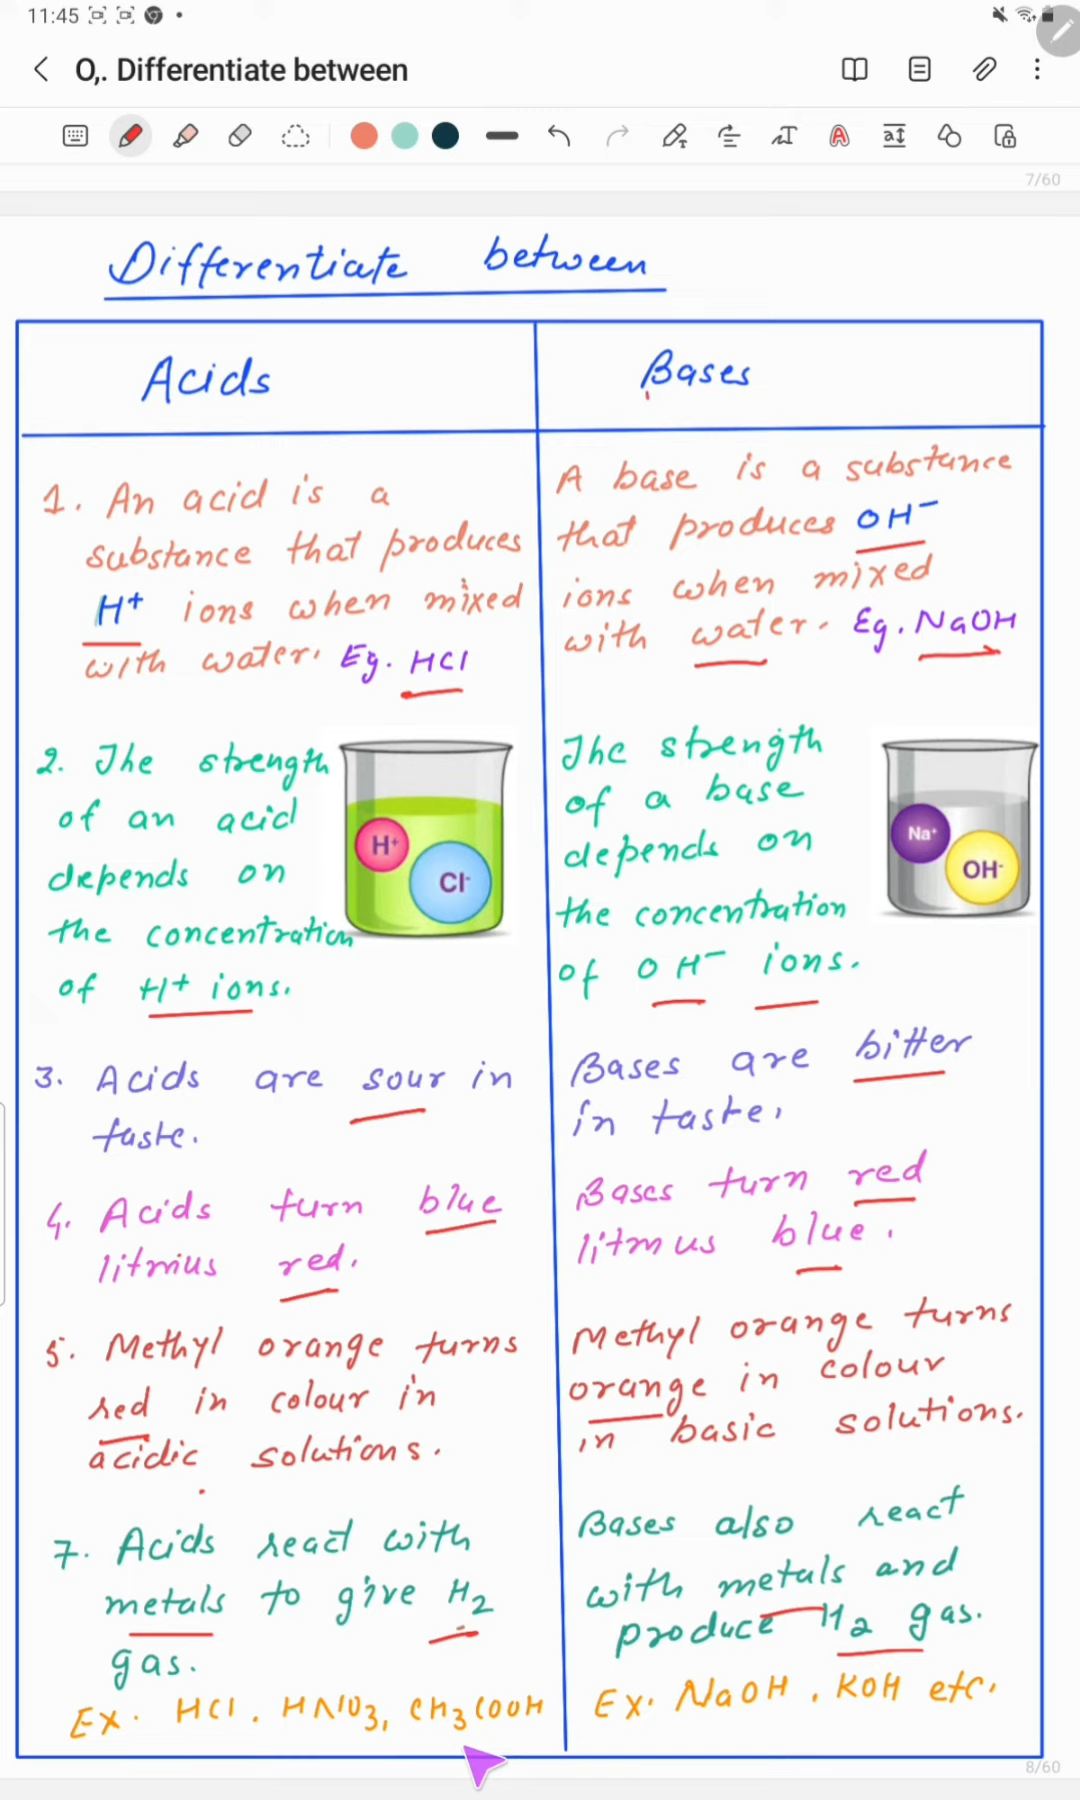 11:45
O,. Differentiate between
7/60
Differentiate between
Acids
Bases
1. An acid is a
substance that produces
H+ ions when mixed
with water. Eg. HCl
A base is a substance
that produces OH−
ions when mixed
with water. Eg. NaOH
2. The strength
of an acid
depends on
the concentration
of H+ ions.
H+
Cl-
The strength
of a base
depends on
the concentration
of OH− ions.
Na+
OH-
3. Acids are sour in
taste.
Bases are bitter
in taste.
4. Acids turn blue
litmus red.
Bases turn red
litmus blue.
5. Methyl orange turns
red in colour in
acidic solutions.
Methyl orange turns
orange in colour
in basic solutions.
7. Acids react with
metals to give H2
gas.
Bases also react
with metals and
produce H2 gas.
Ex. HCl, HNO3, CH3COOH
Ex. NaOH, KOH etc.
8/60